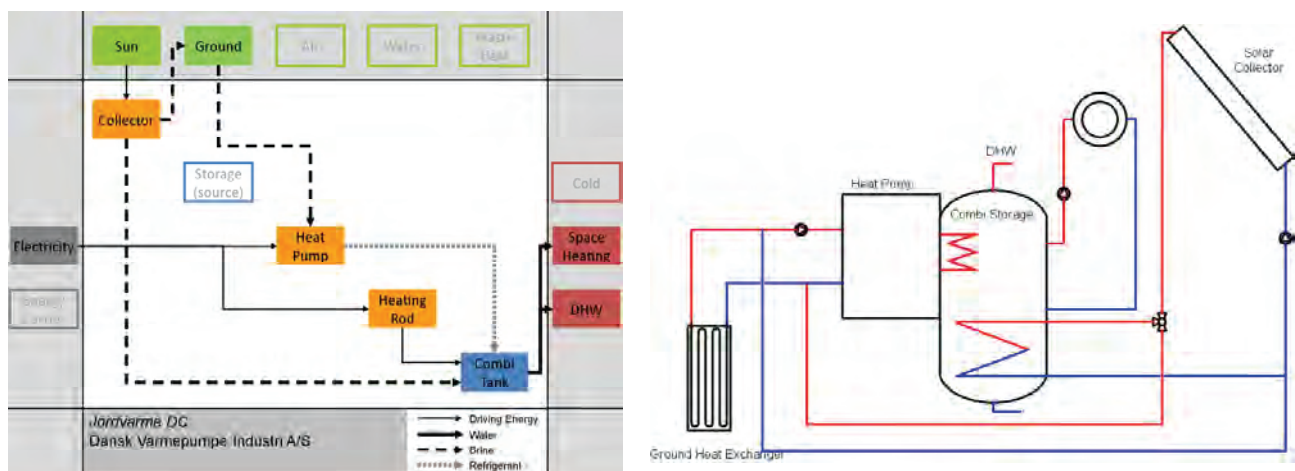 Sun
Ground
Air
Water
Waste
Heat
Collector
Storage
(source)
Cold
Electricity
Heat
Pump
Space
Heating
Heating
Rod
DHW
Combi
Tank
Jordvarme DC
Dansk Varmepumpe Industri A/S
Driving Energy
Water
Brine
Refrigerant
Solar
Collector
DHW
Heat Pump
Combi Storage
Ground Heat Exchanger